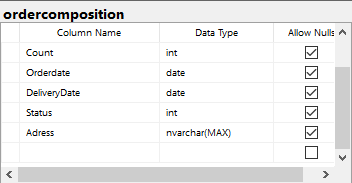 ordercomposition
Column Name Data Type Allow Nulls
Count int
Orderdate date
DeliveryDate date
Status int
Adress nvarchar(MAX)